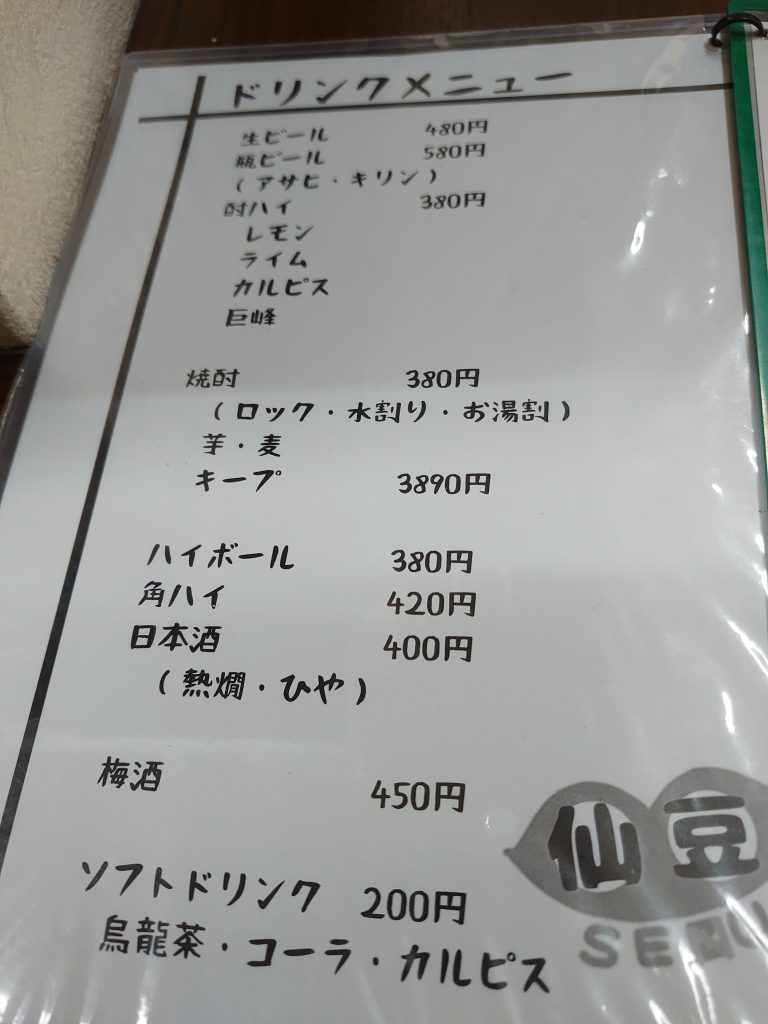 ドリンクメニュー
生ビール 480円
瓶ビール 580円
(アサヒ・キリン)
酎ハイ 380円
レモン
ライム
カルピス
巨峰
焼酎 380円
(ロック・水割り・お湯割)
芋・麦
キープ 3890円
ハイボール 380円
角ハイ 420円
日本酒 400円
(熱燗・ひや)
梅酒 450円
ソフトドリンク 200円
烏龍茶・コーラ・カルピス
仙豆